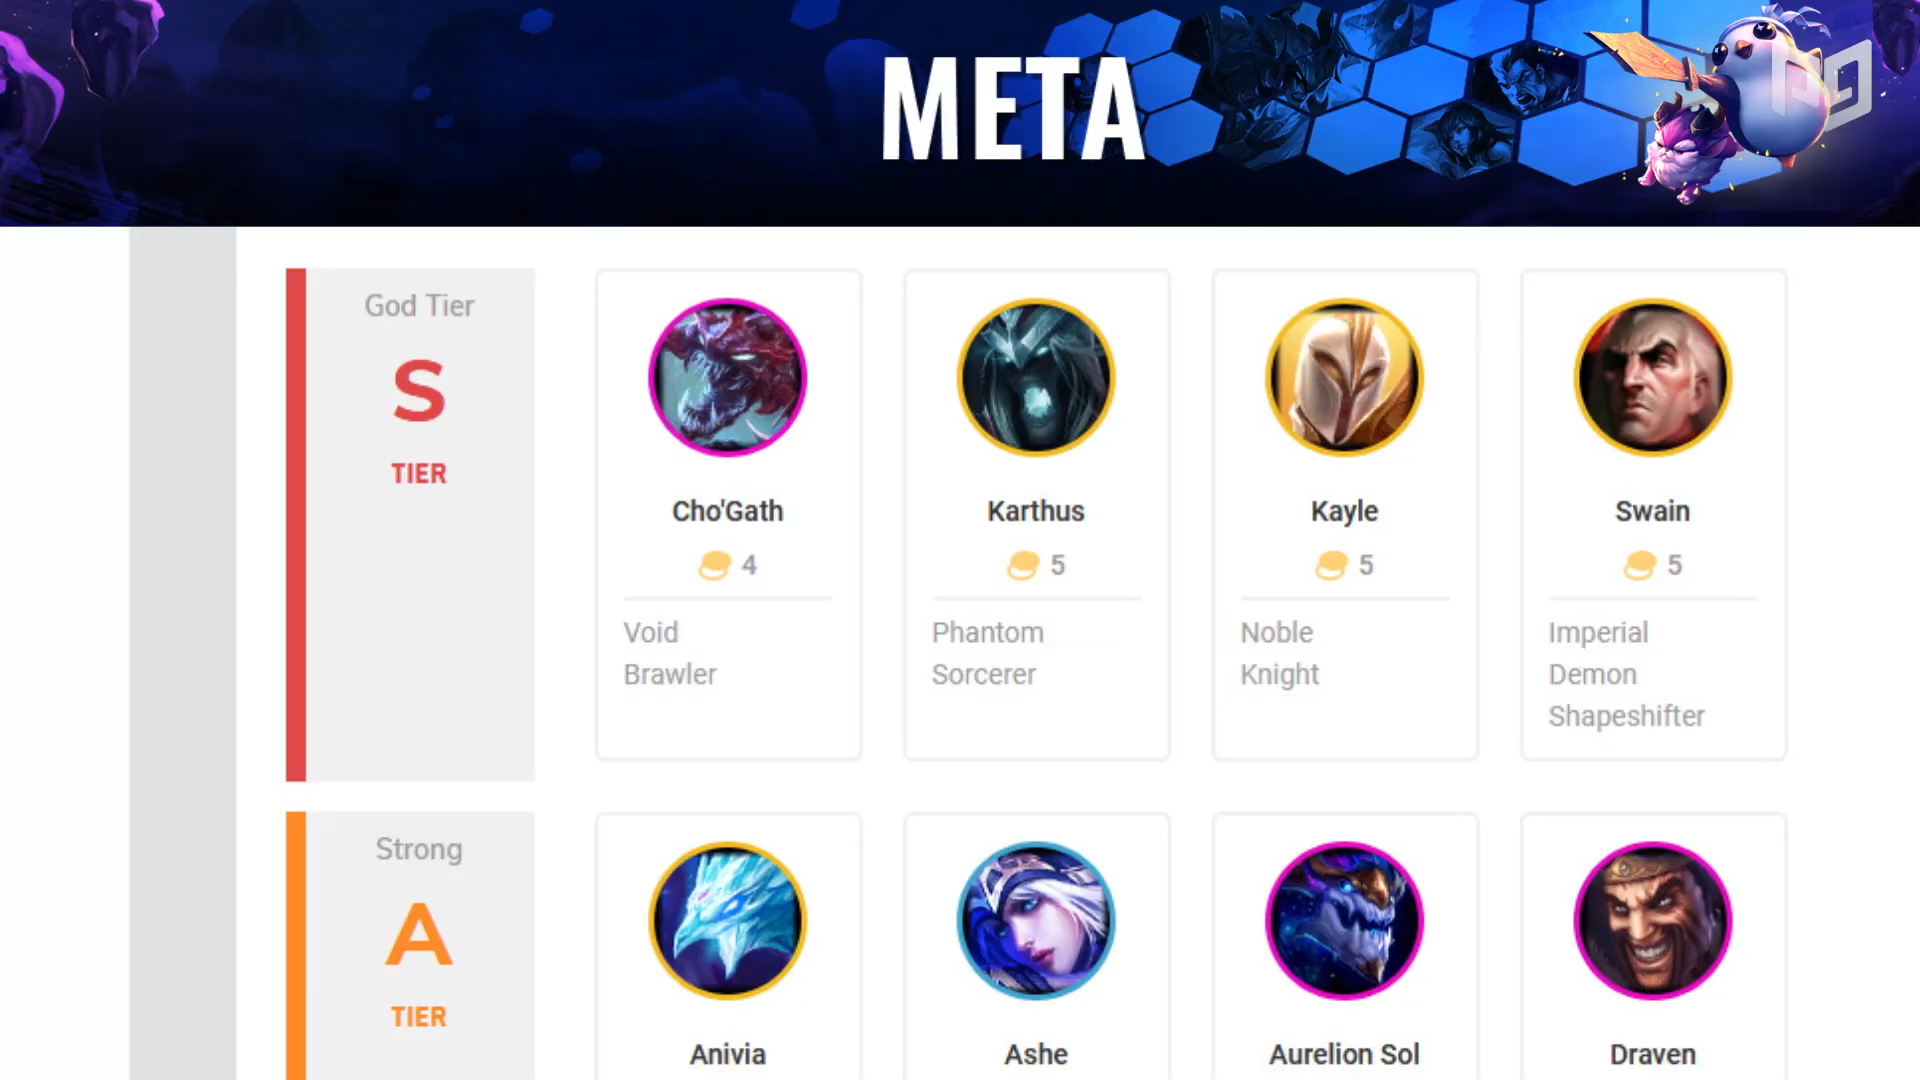 META
God Tier
S
TIER
Cho'Gath
4
Void
Brawler
Karthus
5
Phantom
Sorcerer
Kayle
5
Noble
Knight
Swain
5
Imperial
Demon
Shapeshifter
Strong
A
TIER
Anivia
Ashe
Aurelion Sol
Draven